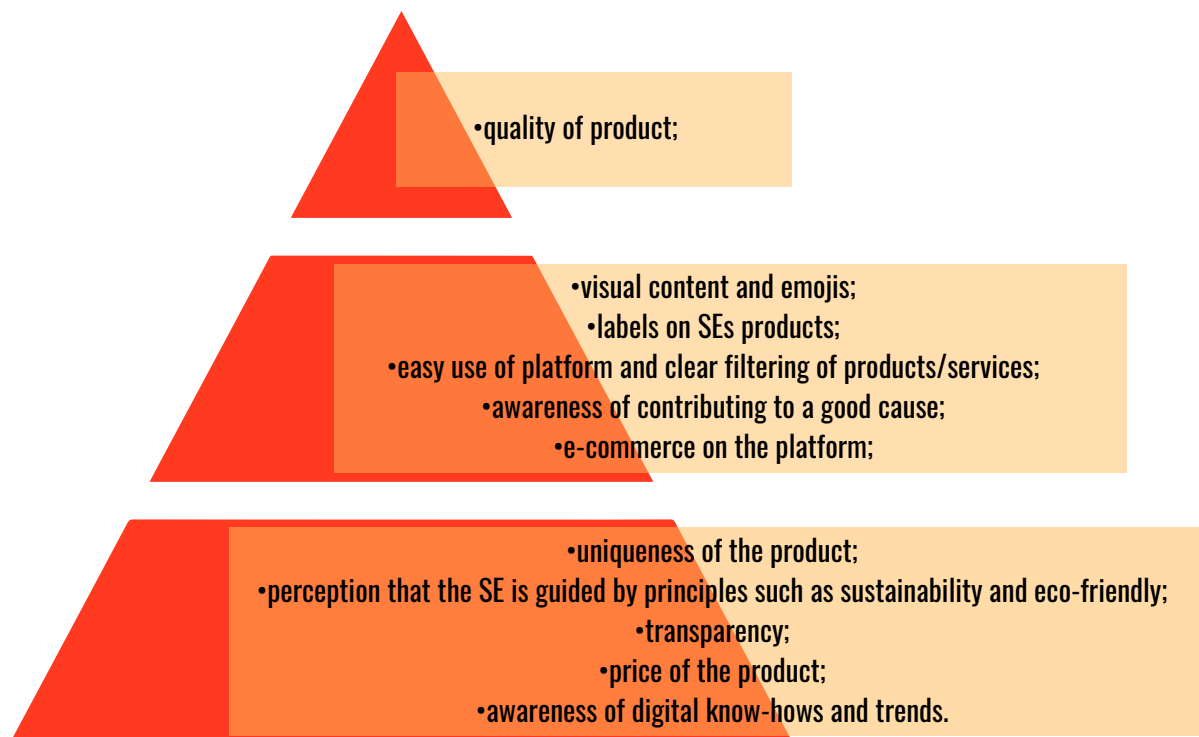 •quality of product;
•visual content and emojis;
•labels on SEs products;
•easy use of platform and clear filtering of products/services;
•awareness of contributing to a good cause;
•e-commerce on the platform;
•uniqueness of the product;
•perception that the SE is guided by principles such as sustainability and eco-friendly;
•transparency;
•price of the product;
•awareness of digital know-hows and trends.